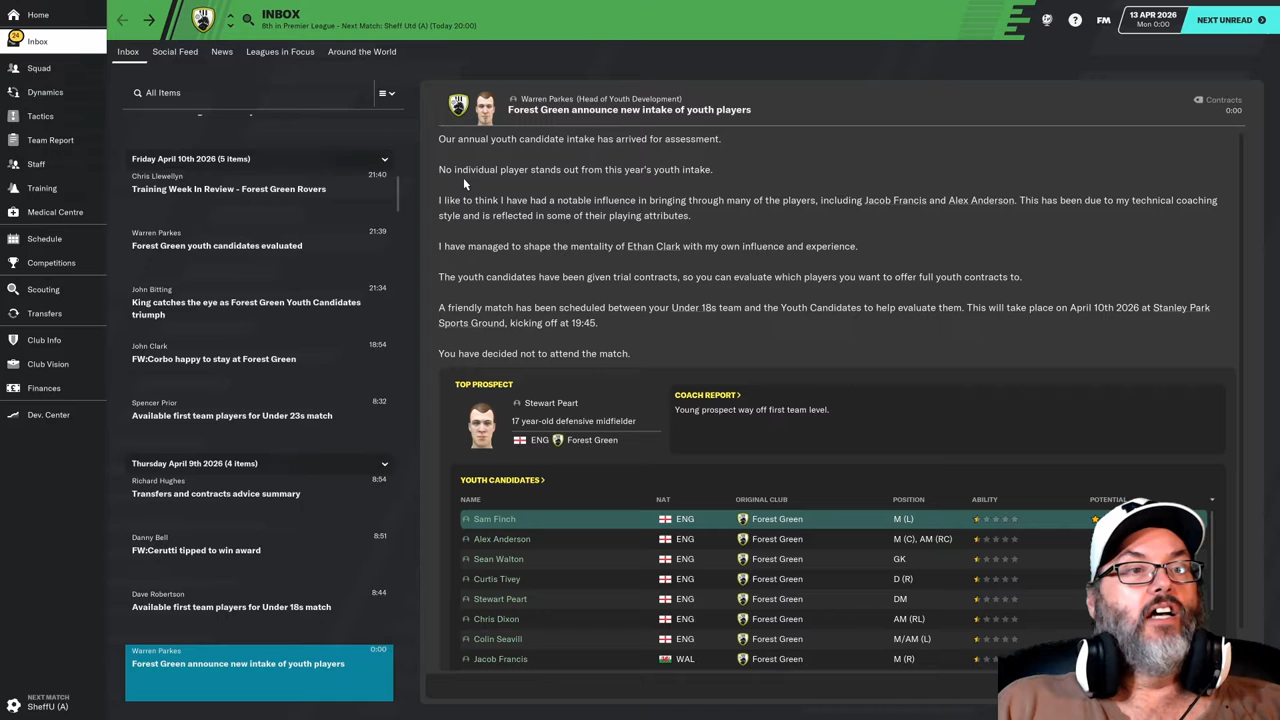 Home
24
Inbox
Squad
Dynamics
Tactics
Team Report
Staff
Training
Medical Centre
Schedule
Competitions
Scouting
Transfers
Club Info
Club Vision
Finances
Dev. Center
NEXT MATCH
SheffU (A)
INBOX
8th in Premier League - Next Match: Sheff Utd (A) (Today 20:00)
FM
13 APR 2026
Mon 0:00
NEXT UNREAD
Inbox Social Feed News Leagues in Focus Around the World
All Items
Friday April 10th 2026 (5 items)
Chris Llewellyn 21:40
Training Week In Review - Forest Green Rovers
Warren Parkes 21:39
Forest Green youth candidates evaluated
John Bitting 21:34
King catches the eye as Forest Green Youth Candidates
triumph
John Clark 18:54
FW:Corbo happy to stay at Forest Green
Spencer Prior 8:32
Available first team players for Under 23s match
Thursday April 9th 2026 (4 items)
Richard Hughes 8:54
Transfers and contracts advice summary
Danny Bell 8:51
FW:Cerutti tipped to win award
Dave Robertson 8:44
Available first team players for Under 18s match
Warren Parkes 0:00
Forest Green announce new intake of youth players
Warren Parkes (Head of Youth Development)
Forest Green announce new intake of youth players
Contracts
0:00
Our annual youth candidate intake has arrived for assessment.
No individual player stands out from this year's youth intake.
I like to think I have had a notable influence in bringing through many of the players, including Jacob Francis and Alex Anderson. This has been due to my technical coaching
style and is reflected in some of their playing attributes.
I have managed to shape the mentality of Ethan Clark with my own influence and experience.
The youth candidates have been given trial contracts, so you can evaluate which players you want to offer full youth contracts to.
A friendly match has been scheduled between your Under 18s team and the Youth Candidates to help evaluate them. This will take place on April 10th 2026 at Stanley Park
Sports Ground, kicking off at 19:45.
You have decided not to attend the match.
TOP PROSPECT
Stewart Peart
17 year-old defensive midfielder
ENG Forest Green
COACH REPORT>
Young prospect way off first team level.
YOUTH CANDIDATES>
NAME NAT ORIGINAL CLUB POSITION ABILITY POTENTIAL
Sam Finch ENG Forest Green M (L)
Alex Anderson ENG Forest Green M (C), AM (RC)
Sean Walton ENG Forest Green GK
Curtis Tivey ENG Forest Green D (R)
Stewart Peart ENG Forest Green DM
Chris Dixon ENG Forest Green AM (RL)
Colin Seavill ENG Forest Green M/AM (L)
Jacob Francis WAL Forest Green M (R)